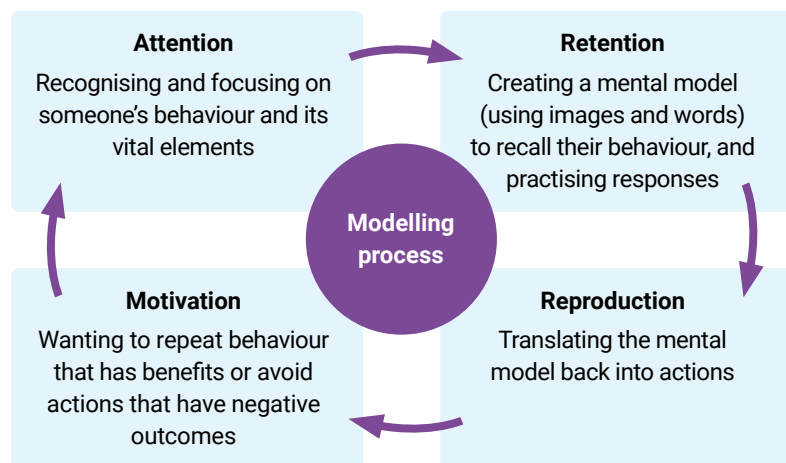 Attention
Recognising and focusing on
someone's behaviour and its
vital elements
Retention
Creating a mental model
(using images and words)
to recall their behaviour, and
practising responses
Modelling
process
Motivation
Wanting to repeat behaviour
that has benefits or avoid
actions that have negative
outcomes
Reproduction
Translating the mental
model back into actions